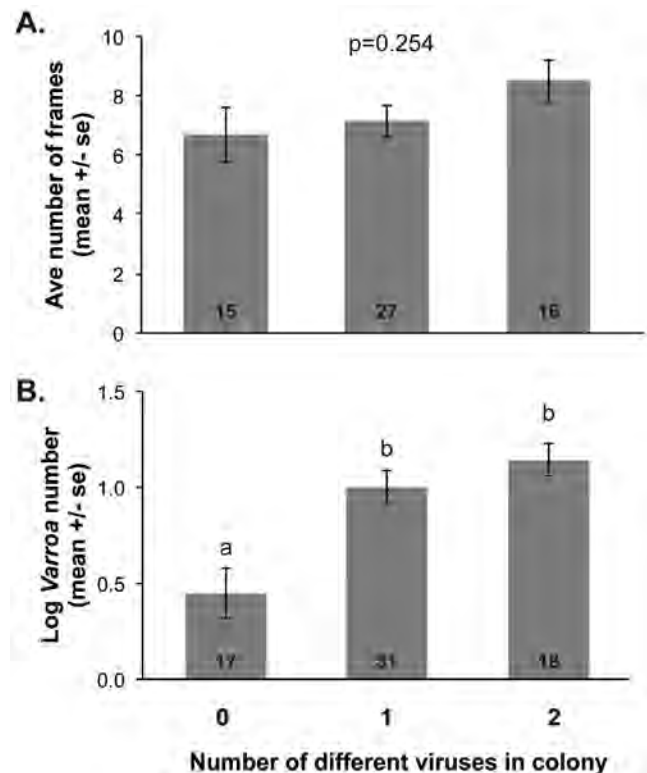 A.
Ave number of frames
(mean +/- se)
10
8
6
4
2
0
p=0.254
15
27
16
B.
Log Varroa number
(mean +/- se)
1.5
1.0
0.5
0.0
a
b
b
17
31
18
0
1
2
Number of different viruses in colony